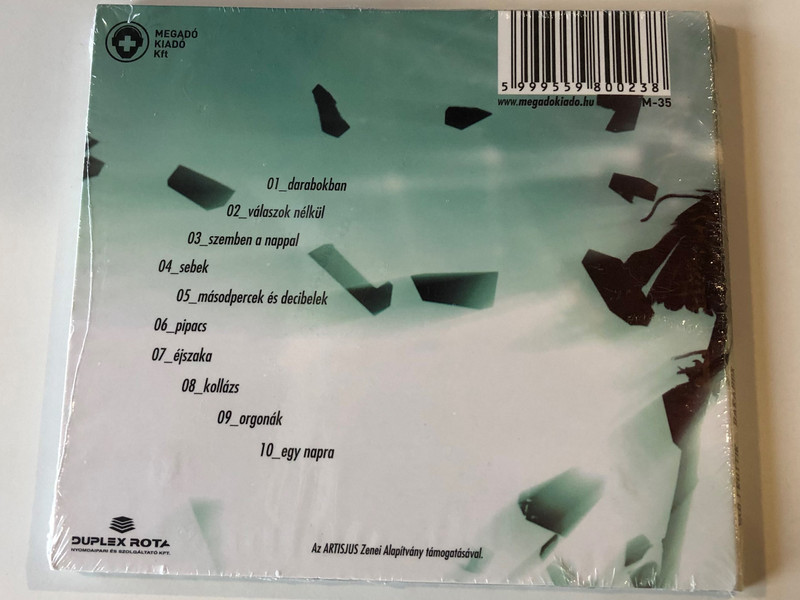 MEGADÓ
KIADÓ
Kft
5 999559 800238
www.megadokiado.hu
M-35
01_darabokban
02_válaszok nélkül
03_szemben a nappal
04_sebek
05_másodpercek és decibelek
06_pipacs
07_éjszaka
08_kollázs
09_orgonák
10_egy napra
DUPLEX ROTA
NYOMDAIPARI ÉS SZOLGÁLTATÓ KFT.
Az ARTISJUS Zenei Alapítvány támogatásával.